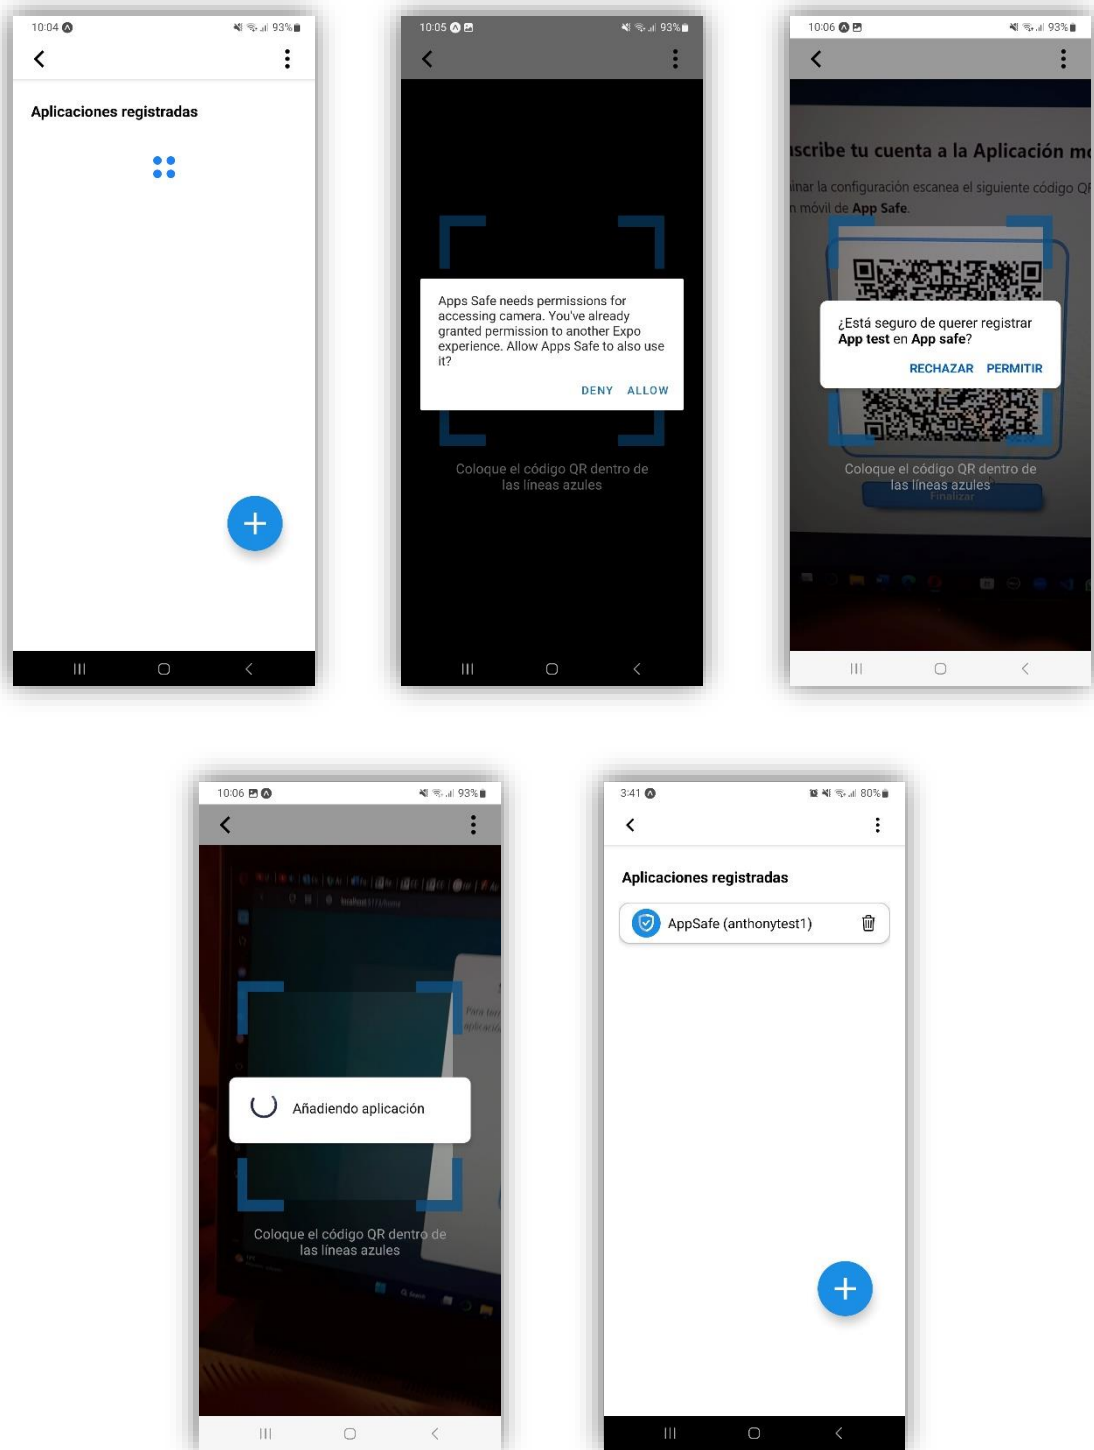 10:04
93%
Aplicaciones registradas
10:05
93%
Apps Safe needs permissions for
accessing camera. You've already
granted permission to another Expo
experience. Allow Apps Safe to also use
it?
DENY ALLOW
Coloque el código QR dentro de
las líneas azules
10:06
93%
scribe tu cuenta a la Aplicación
inar la configuración escanea el siguiente código
móvil de App Safe.
¿Está seguro de querer registrar
App test en App safe?
RECHAZAR PERMITIR
Coloque el código QR dentro de
las líneas azules
Finalizar
10:06
93%
Añadiendo aplicación
Coloque el código QR dentro de
las líneas azules
3:41
80%
Aplicaciones registradas
AppSafe (anthonytest1)